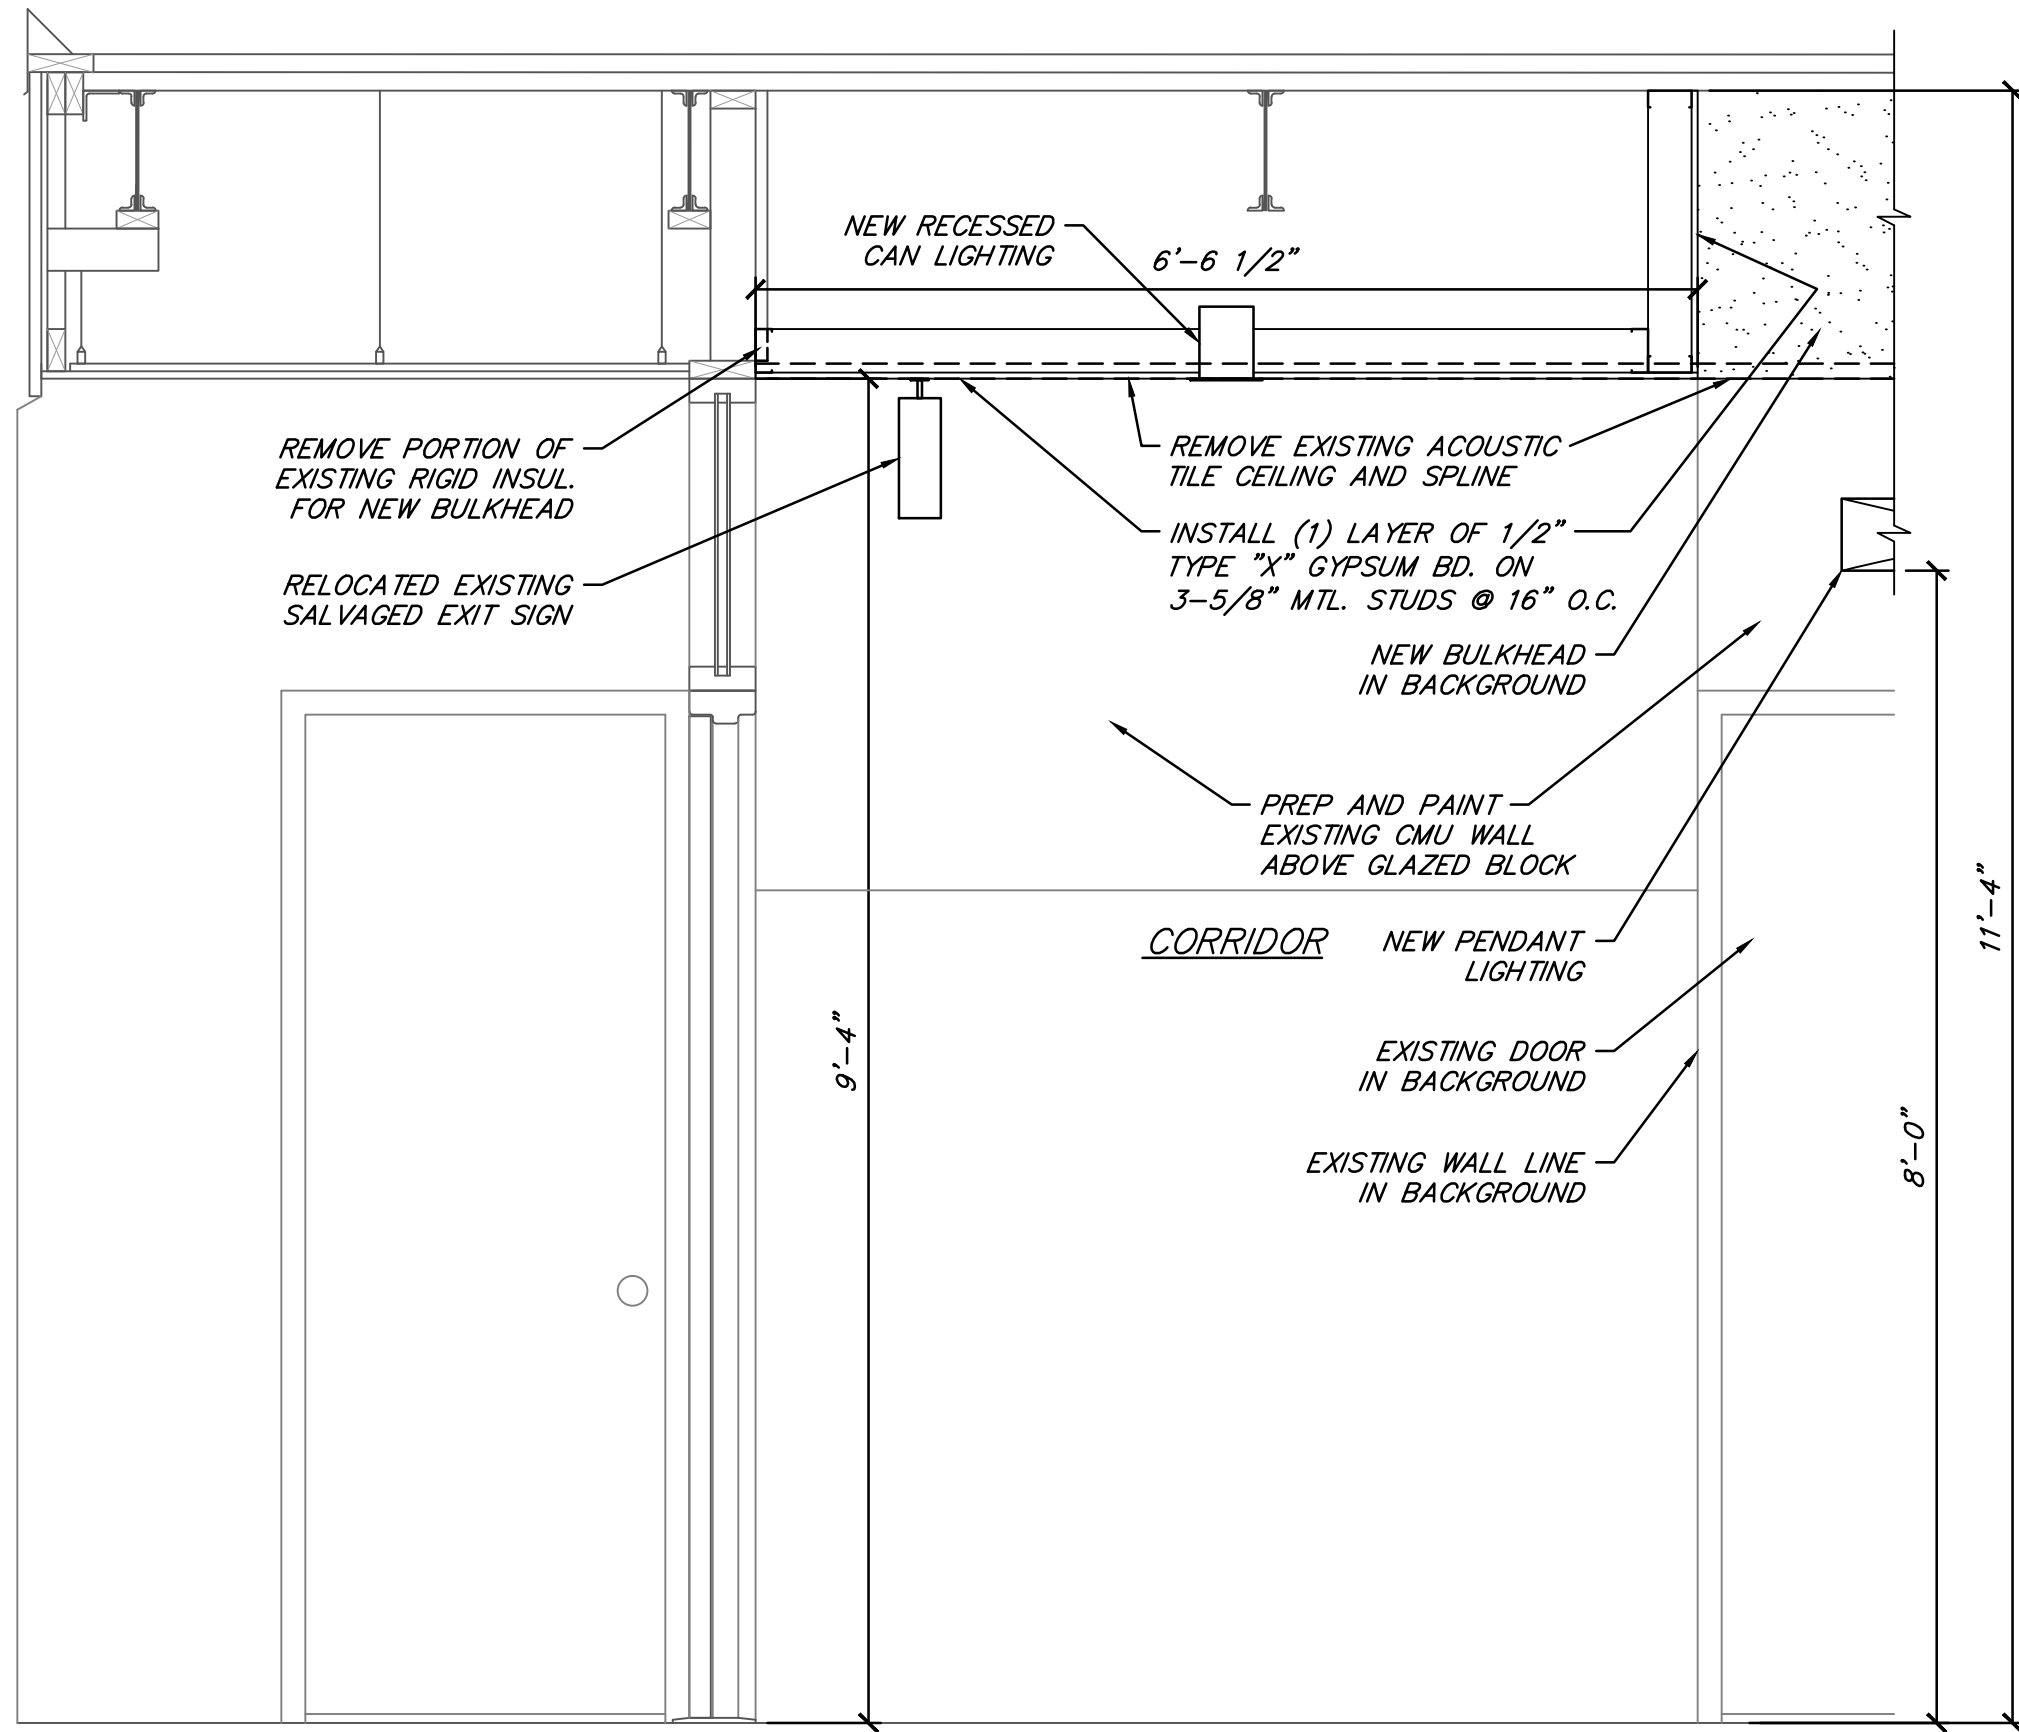 NEW RECESSED
CAN LIGHTING
6'-6 1/2"
REMOVE PORTION OF
EXISTING RIGID INSUL.
FOR NEW BULKHEAD
RELOCATED EXISTING
SALVAGED EXIT SIGN
REMOVE EXISTING ACOUSTIC
TILE CEILING AND SPLINE
INSTALL (1) LAYER OF 1/2"
TYPE "X" GYPSUM BD. ON
3-5/8" MTL. STUDS @ 16" O.C.
NEW BULKHEAD
IN BACKGROUND
PREP AND PAINT
EXISTING CMU WALL
ABOVE GLAZED BLOCK
CORRIDOR
NEW PENDANT
LIGHTING
EXISTING DOOR
IN BACKGROUND
EXISTING WALL LINE
IN BACKGROUND
9'-4"
8'-0"
11'-4"